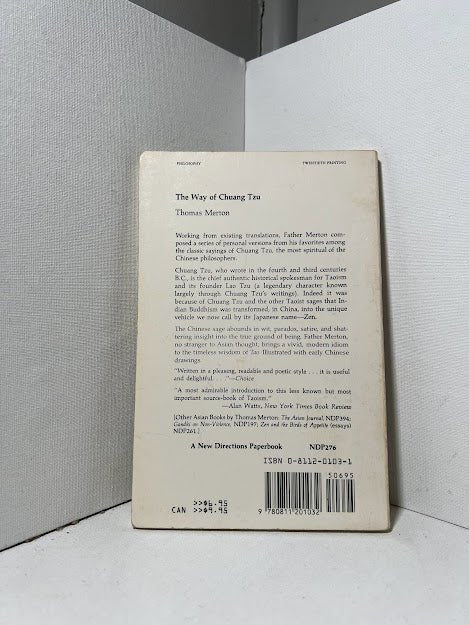 PHILOSOPHY TWENTIETH PRINTING
The Way of Chuang Tzu
Thomas Merton
Working from existing translations, Father Merton com-
posed a series of personal versions from his favorites among
the classic sayings of Chuang Tzu, the most spiritual of the
Chinese philosophers.
Chuang Tzu, who wrote in the fourth and third centuries
B.C., is the chief authentic historical spokesman for Taoism
and its founder Lao Tzu (a legendary character known
largely through Chuang Tzu's writings). Indeed it was
because of Chuang Tzu and the other Taoist sages that In-
dian Buddhism was transformed, in China, into the unique
vehicle we now call by its Japanese name—Zen.
The Chinese sage abounds in wit, paradox, satire, and shat-
tering insight into the true ground of being. Father Merton,
no stranger to Asian thought, brings a vivid, modern idiom
to the timeless wisdom of Tao. Illustrated with early Chinese
drawings.
"Written in a pleasing, readable and poetic style . . . it is useful
and delightful. . . ."—Choice
"A most admirable introduction to this less known but most
important source-book of Taoism."
—Alan Watts, New York Times Book Review
[Other Asian Books by Thomas Merton: The Asian Journal, NDP394;
Gandhi on Non-Violence, NDP197; Zen and the Birds of Appetite (essays)
NDP261.]
A New Directions Paperbook NDP276
ISBN 0-8112-0103-1
50695
>>$6.95
CAN >>$9.95
9 780811 201032